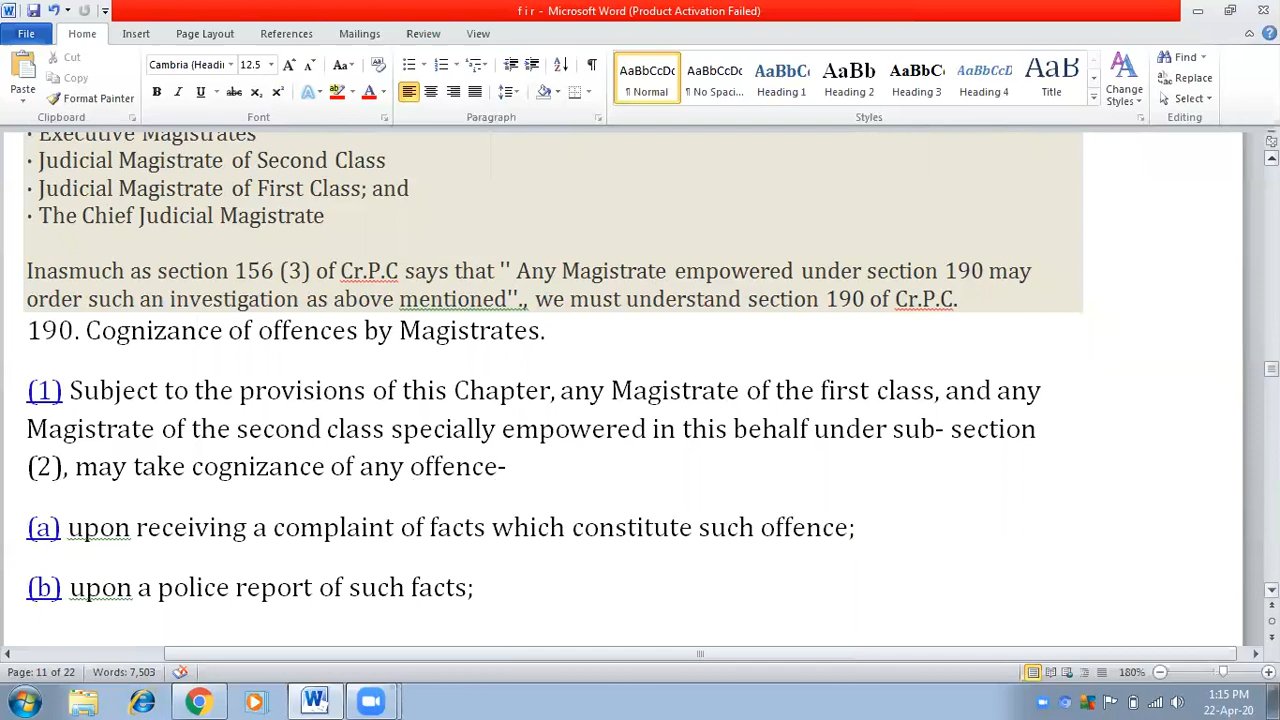 f i r - Microsoft Word (Product Activation Failed)
File Home Insert Page Layout References Mailings Review View
Paste
Cut
Copy
Format Painter
Clipboard
Cambria (Headi 12.5
Font
Paragraph
AaBbCcDc AaBbCcDc AaBbC AaBb AaBbC AaBbCcDd AaB
¶ Normal ¶ No Spaci... Heading 1 Heading 2 Heading 3 Heading 4 Title
Change Styles
Styles
Find
Replace
Select
Editing
· Executive Magistrates
· Judicial Magistrate of Second Class
· Judicial Magistrate of First Class; and
· The Chief Judicial Magistrate
Inasmuch as section 156 (3) of Cr.P.C says that '' Any Magistrate empowered under section 190 may
order such an investigation as above mentioned''., we must understand section 190 of Cr.P.C.
190. Cognizance of offences by Magistrates.
(1) Subject to the provisions of this Chapter, any Magistrate of the first class, and any
Magistrate of the second class specially empowered in this behalf under sub- section
(2), may take cognizance of any offence-
(a) upon receiving a complaint of facts which constitute such offence;
(b) upon a police report of such facts;
Page: 11 of 22 Words: 7,503 180%
1:15 PM
22-Apr-20